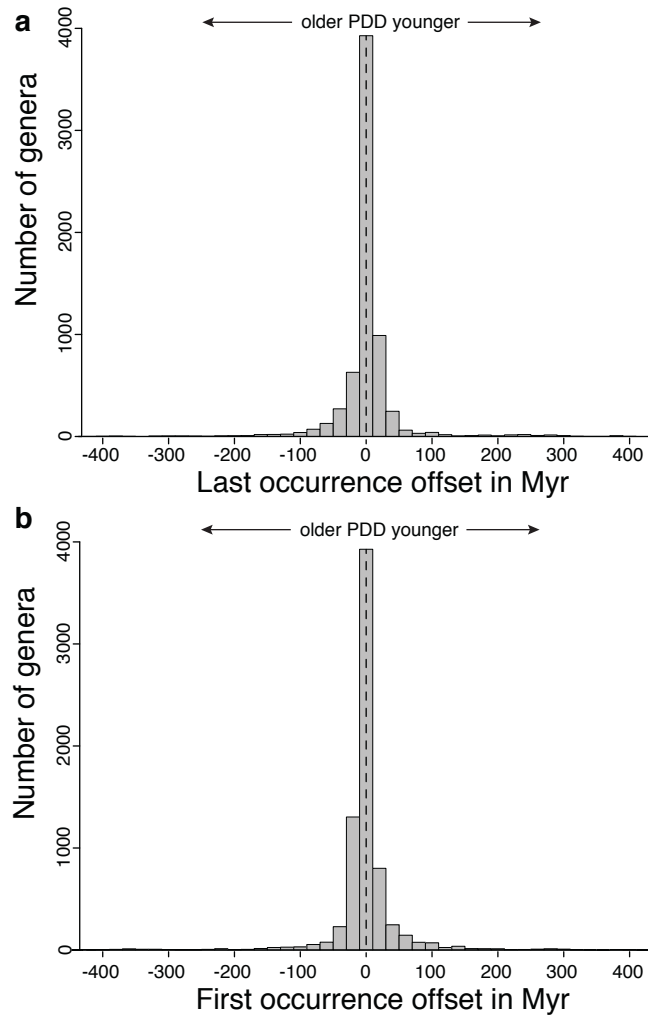 a
older PDD younger
4000
3000
2000
1000
0
Number of genera
-400 -300 -200 -100 0 100 200 300 400
Last occurrence offset in Myr
b
older PDD younger
4000
3000
2000
1000
0
Number of genera
-400 -300 -200 -100 0 100 200 300 400
First occurrence offset in Myr